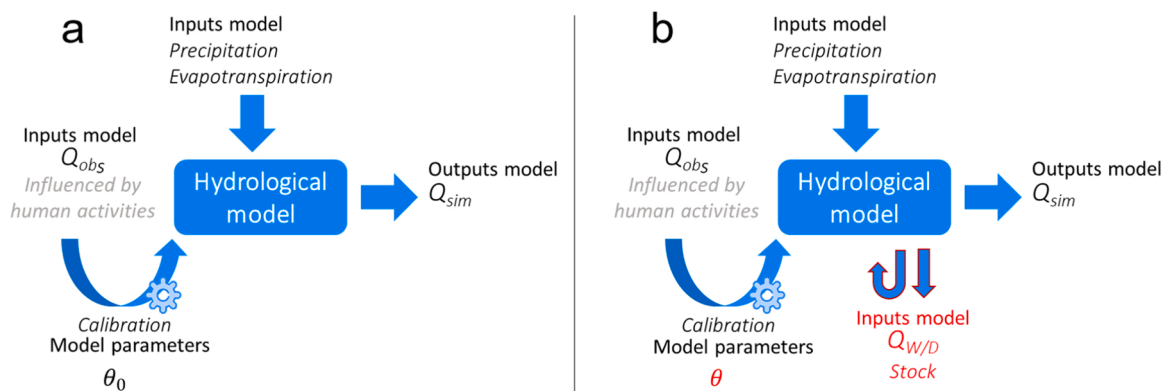 a
Inputs model
Precipitation
Evapotranspiration
Inputs model
Qobs
Influenced by
human activities
Hydrological
model
Outputs model
Qsim
Calibration
Model parameters
θ0
b
Inputs model
Precipitation
Evapotranspiration
Inputs model
Qobs
Influenced by
human activities
Hydrological
model
Outputs model
Qsim
Calibration
Model parameters
θ
Inputs model
QW/D
Stock